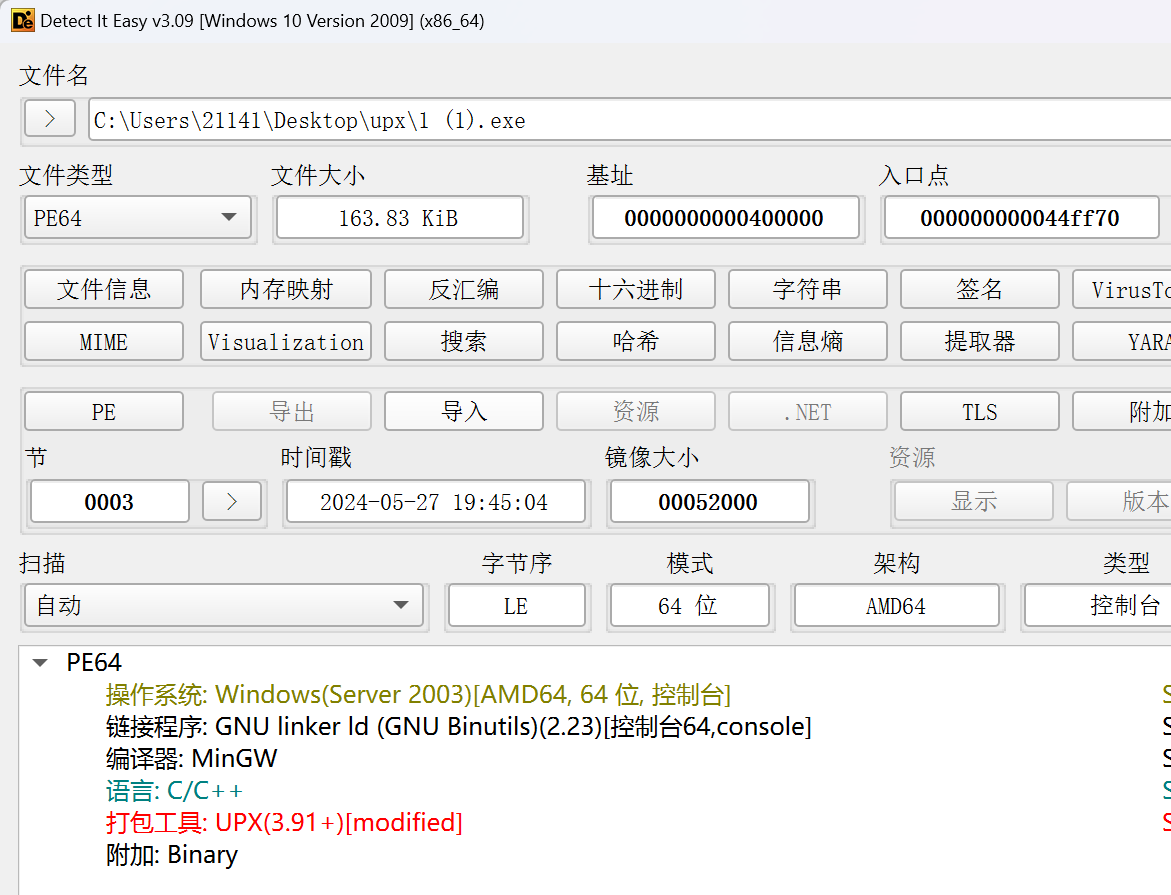 Detect It Easy v3.09 [Windows 10 Version 2009] (x86_64)
文件名
> C:\Users\21141\Desktop\upx\1 (1).exe
文件类型 文件大小 基址 入口点
PE64 163.83 KiB 0000000000400000 000000000044ff70
文件信息 内存映射 反汇编 十六进制 字符串 签名 VirusTo
MIME Visualization 搜索 哈希 信息熵 提取器 YARA
PE 导出 导入 资源 .NET TLS 附加
节 时间戳 镜像大小 资源
0003 > 2024-05-27 19:45:04 00052000 显示 版本
扫描 字节序 模式 架构 类型
自动 LE 64 位 AMD64 控制台
PE64
操作系统: Windows(Server 2003)[AMD64, 64 位, 控制台] S
链接程序: GNU linker ld (GNU Binutils)(2.23)[控制台64,console] S
编译器: MinGW S
语言: C/C++ S
打包工具: UPX(3.91+)[modified] S
附加: Binary